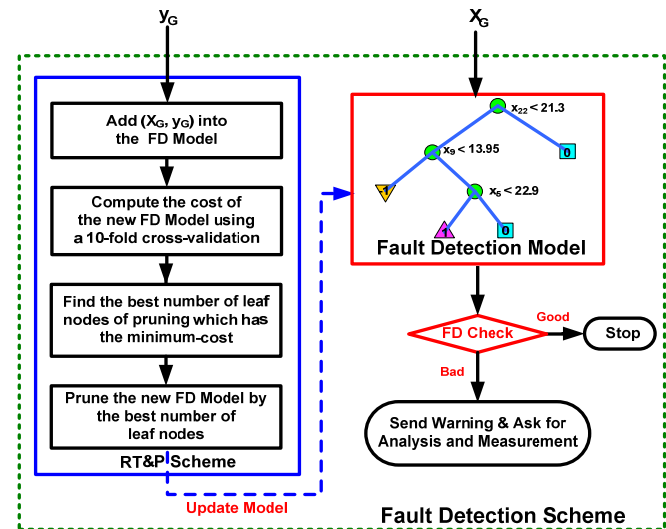 y_G
X_G
Add (X_G, y_G) into
the FD Model
Compute the cost of
the new FD Model using
a 10-fold cross-validation
Find the best number of leaf
nodes of pruning which has
the minimum-cost
Prune the new FD Model by
the best number of
leaf nodes
RT&P Scheme
Update Model
x_22 < 21.3
x_9 < 13.95
0
-1
x_6 < 22.9
1
0
Fault Detection Model
FD Check
Good
Stop
Bad
Send Warning & Ask for
Analysis and Measurement
Fault Detection Scheme